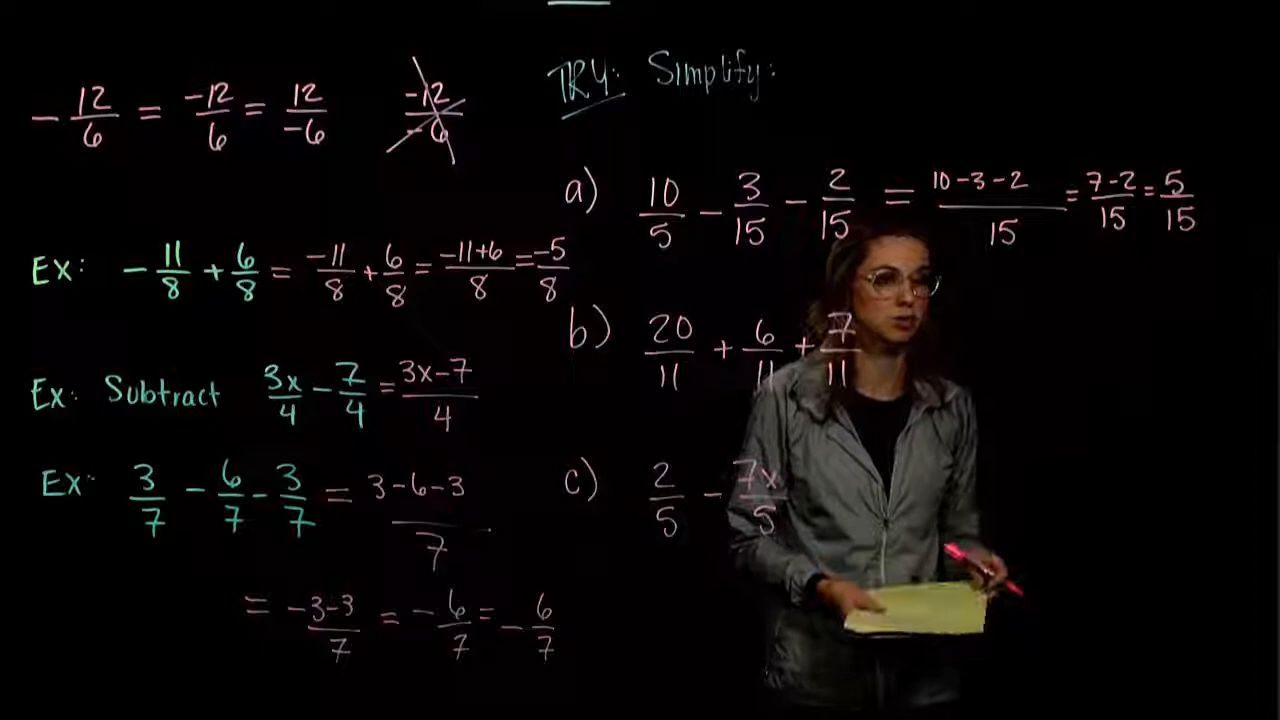 -12/6 = -12/6 = 12/-6 -12/-6
Ex: -11/8 + 6/8 = -11/8 + 6/8 = -11+6/8 = -5/8
Ex: Subtract 3x/4 - 7/4 = 3x-7/4
Ex: 3/7 - 6/7 - 3/7 = 3-6-3/7
= -3-3/7 = -6/7 = -6/7
TRY: Simplify:
a) 10/5 - 3/15 - 2/15 = 10-3-2/15 = 7-2/15 = 5/15
b) 20/11 + 6/11 + 7/11
c) 2/5 - 7x/5